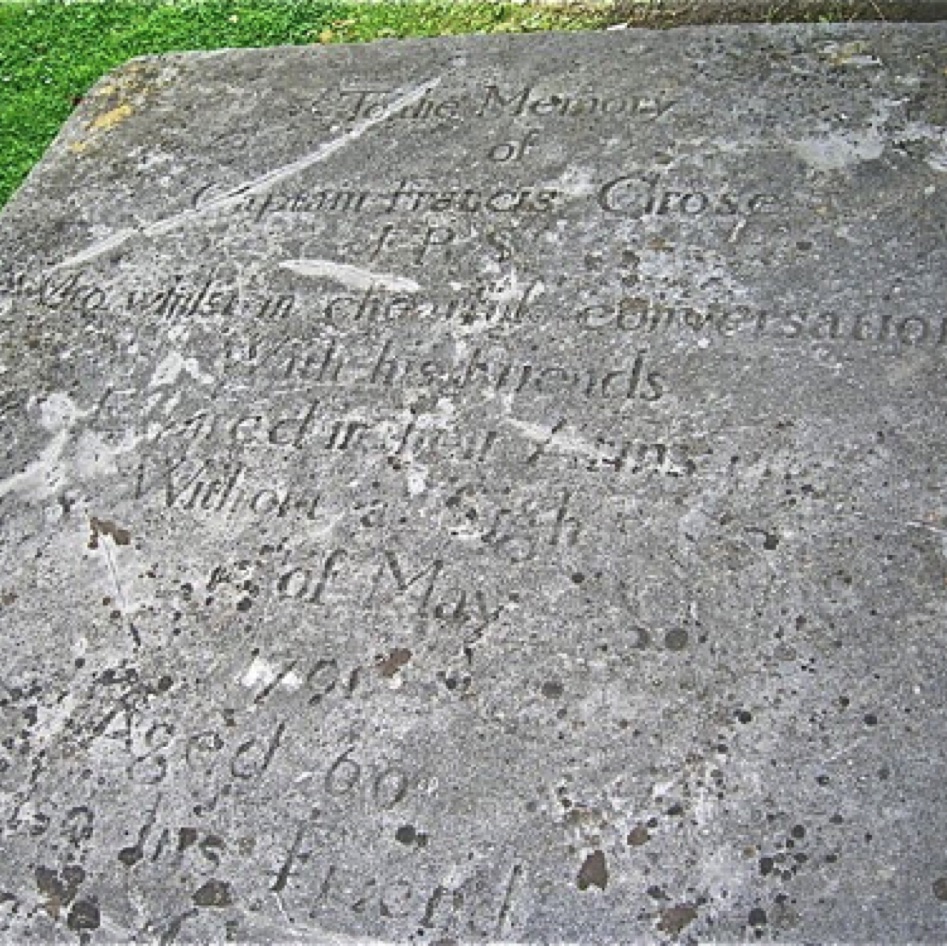 To the Memory
of
Captain Francis Grose
who whilst in cheerful conversation
With his Friends
in their Arms
Without a Sigh
of May
1791
Aged 60
Also his Friend